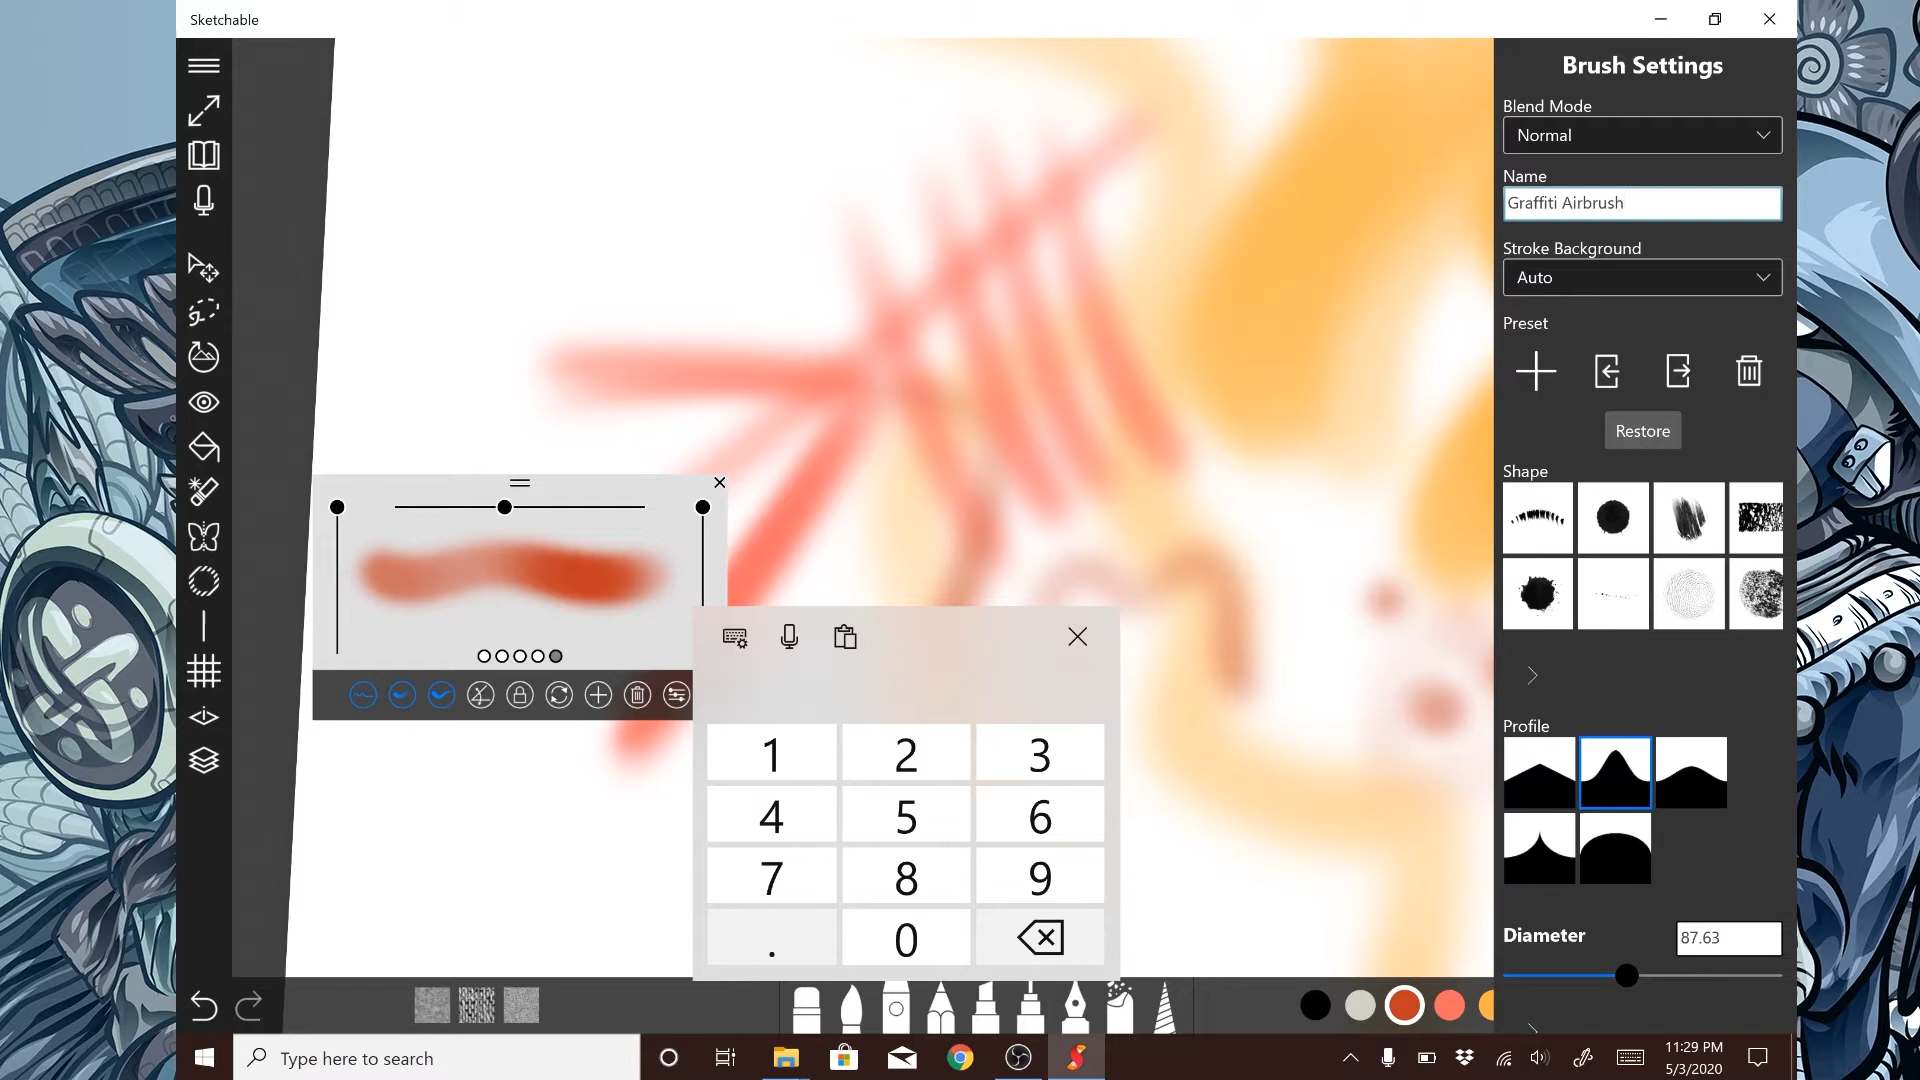 Sketchable
Brush Settings
Blend Mode
Normal
Name
Graffiti Airbrush
Stroke Background
Auto
Preset
Restore
Shape
Profile
Diameter
87.63
1 2 3
4 5 6
7 8 9
. 0
Type here to search
11:29 PM
5/3/2020